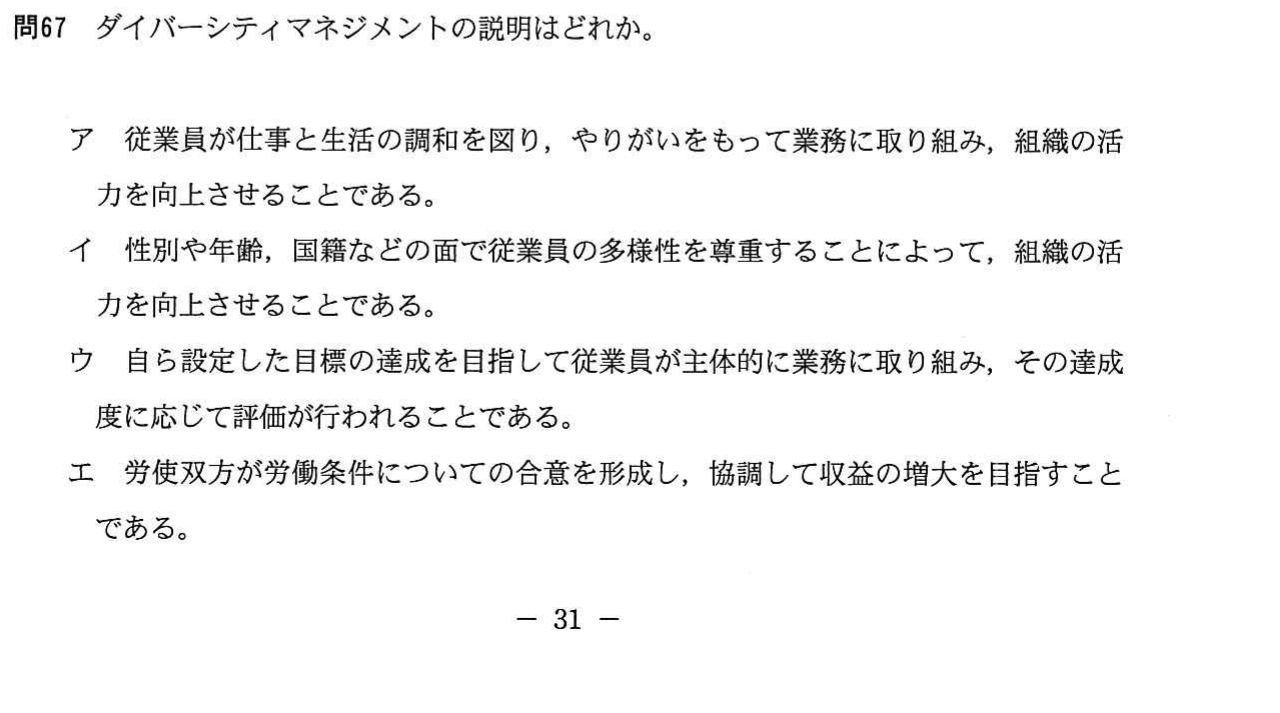 問67　ダイバーシティマネジメントの説明はどれか。
ア　従業員が仕事と生活の調和を図り，やりがいをもって業務に取り組み，組織の活
力を向上させることである。
イ　性別や年齢，国籍などの面で従業員の多様性を尊重することによって，組織の活
力を向上させることである。
ウ　自ら設定した目標の達成を目指して従業員が主体的に業務に取り組み，その達成
度に応じて評価が行われることである。
エ　労使双方が労働条件についての合意を形成し，協調して収益の増大を目指すこと
である。
－ 31 －